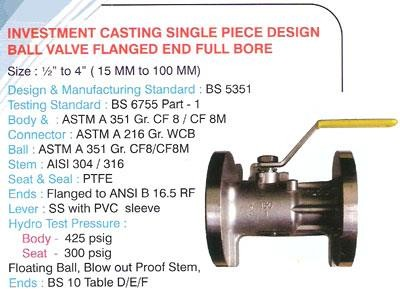 INVESTMENT CASTING SINGLE PIECE DESIGN
BALL VALVE FLANGED END FULL BORE
Size : ½" to 4" ( 15 MM to 100 MM)
Design & Manufacturing Standard : BS 5351
Testing Standard : BS 6755 Part - 1
Body & : ASTM A 351 Gr. CF 8 / CF 8M
Connector : ASTM A 216 Gr. WCB
Ball : ASTM A 351 Gr. CF8/CF8M
Stem : AISI 304 / 316
Seat & Seal : PTFE
Ends : Flanged to ANSI B 16.5 RF
Lever : SS with PVC sleeve
Hydro Test Pressure :
Body - 425 psig
Seat - 300 psig
Floating Ball, Blow out Proof Stem,
Ends : BS 10 Table D/E/F